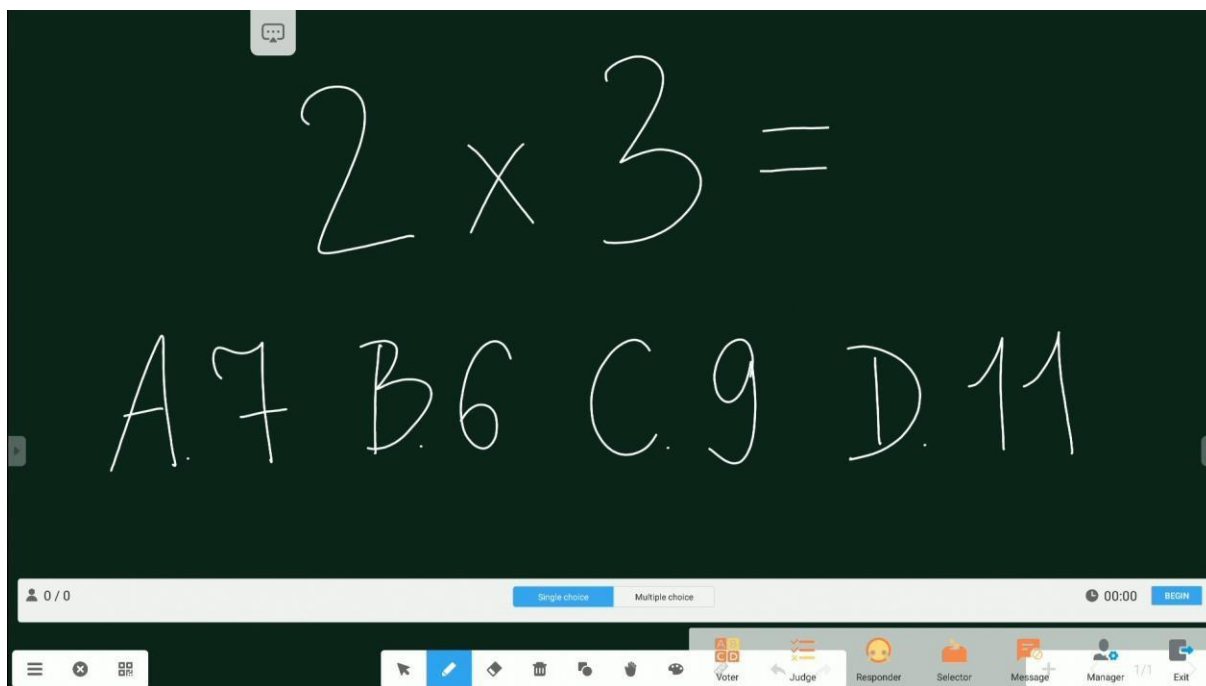 2 x 3 =
A. 7 B. 6 C. 9 D. 11
0 / 0 Single choice Multiple choice 00:00 BEGIN
A B C D
Voter Judge Responder Selector Message Manager 1/1 Exit